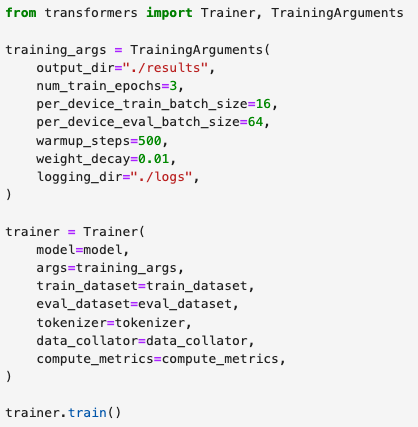 from transformers import Trainer, TrainingArguments

training_args = TrainingArguments(
    output_dir="./results",
    num_train_epochs=3,
    per_device_train_batch_size=16,
    per_device_eval_batch_size=64,
    warmup_steps=500,
    weight_decay=0.01,
    logging_dir="./logs",
)

trainer = Trainer(
    model=model,
    args=training_args,
    train_dataset=train_dataset,
    eval_dataset=eval_dataset,
    tokenizer=tokenizer,
    data_collator=data_collator,
    compute_metrics=compute_metrics,
)

trainer.train()